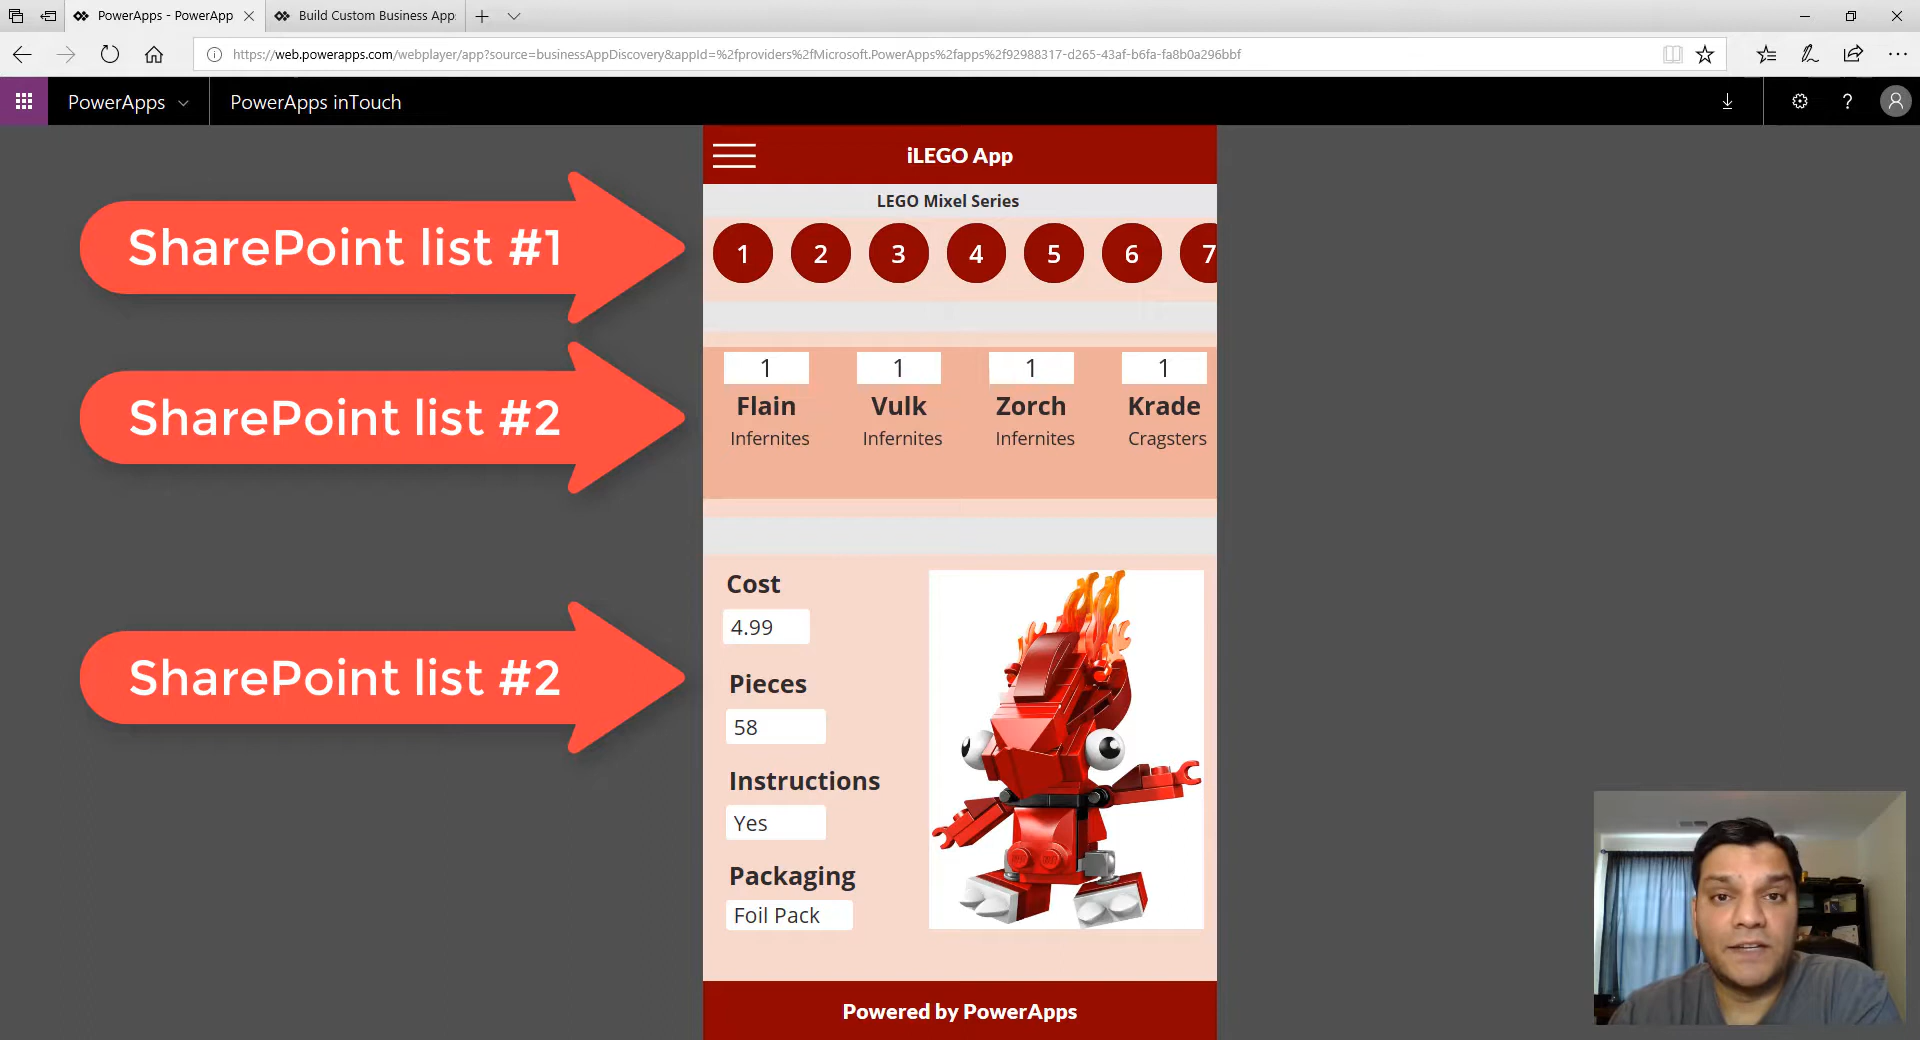 PowerApps - PowerApp
Build Custom Business App
https://web.powerapps.com/webplayer/app?source=businessAppDiscovery&appId=%2fproviders%2fMicrosoft.PowerApps%2fapps%2f92988317-d265-43af-b6fa-fa8b0a296bbf
PowerApps
PowerApps inTouch
?
iLEGO App
LEGO Mixel Series
SharePoint list #1
1 2 3 4 5 6 7
SharePoint list #2
1 1 1 1
Flain Vulk Zorch Krade
Infernites Infernites Infernites Cragsters
SharePoint list #2
Cost
4.99
Pieces
58
Instructions
Yes
Packaging
Foil Pack
Powered by PowerApps